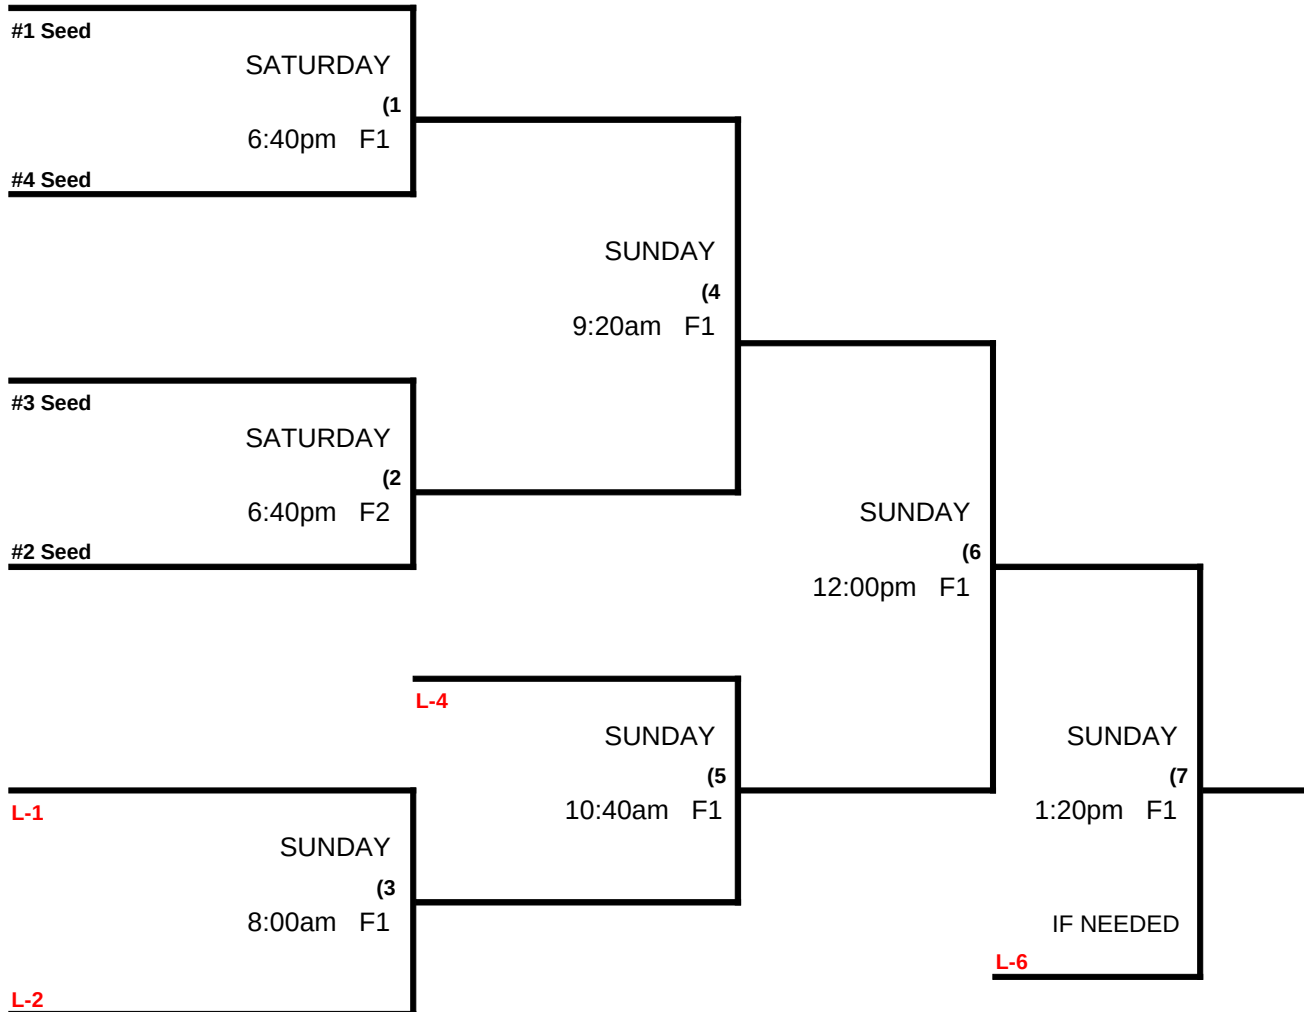 #1 Seed
SATURDAY
(1
6:40pm F1
#4 Seed
SUNDAY
(4
9:20am F1
#3 Seed
SATURDAY
(2
6:40pm F2
#2 Seed
SUNDAY
(6
12:00pm F1
L-4
SUNDAY
(5
10:40am F1
SUNDAY
(7
1:20pm F1
IF NEEDED
L-6
L-1
SUNDAY
(3
8:00am F1
L-2